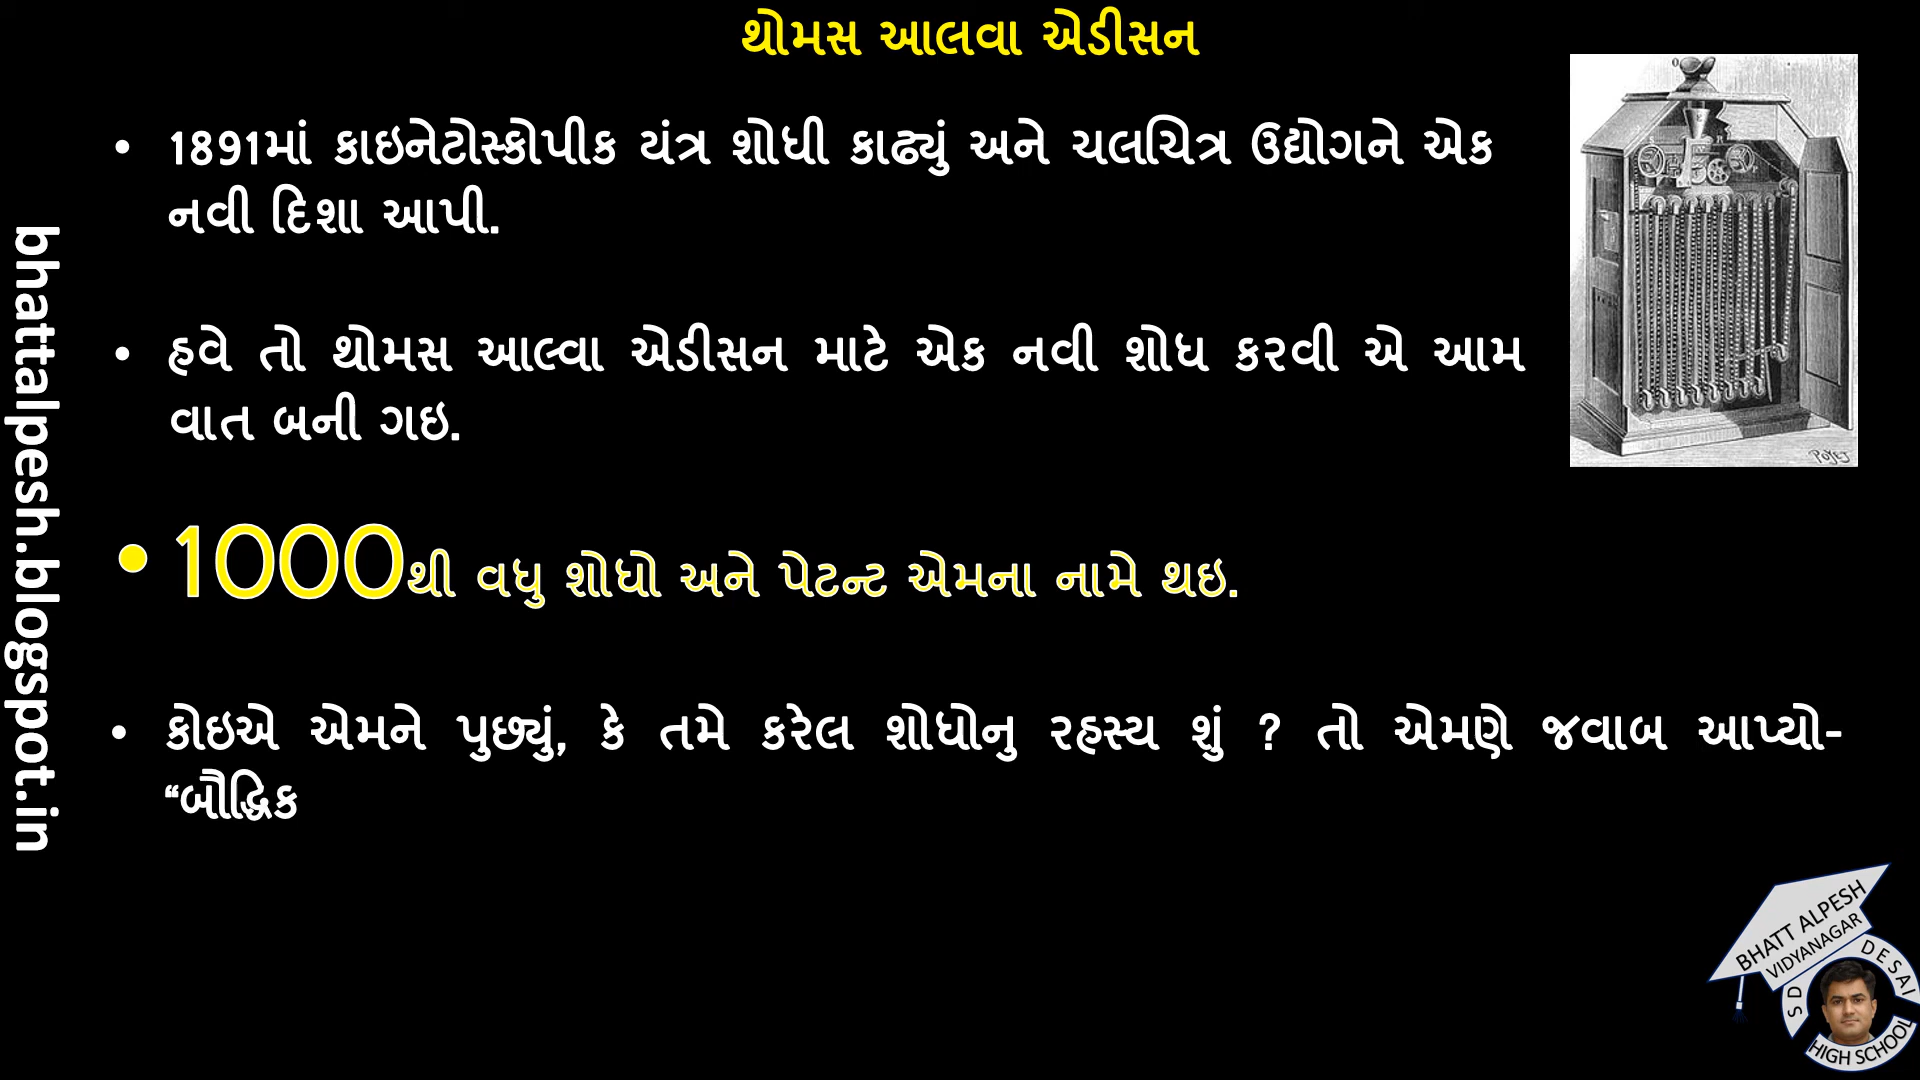 થોમસ આલવા એડીસન
• 1891માં કાઇનેટોસ્કોપીક યંત્ર શોધી કાઢ્યું અને ચલચિત્ર ઉદ્યોગને એક
નવી દિશા આપી.
• હવે તો થોમસ આલ્વા એડીસન માટે એક નવી શોધ કરવી એ આમ
વાત બની ગઇ.
• 1000થી વધુ શોધો અને પેટન્ટ એમના નામે થઇ.
• કોઇએ એમને પુછ્યું, કે તમે કરેલ શોધોનુ રહસ્ય શું ? તો એમણે જવાબ આપ્યો-
“બૌદ્ધિક
bhattalpesh.blogspot.in
BHATT ALPESH
VIDYANAGAR
SD DESAI
HIGH SCHOOL
POYET